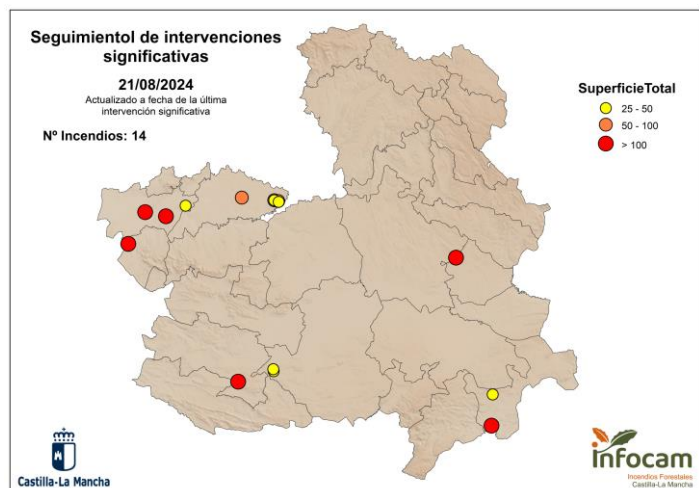 Seguimientol de intervenciones
significativas
21/08/2024
Actualizado a fecha de la última
intervención significativa
Nº Incendios: 14
SuperficieTotal
25 - 50
50 - 100
> 100
Castilla-La Mancha
infocam
Incendios Forestales
Castilla-La Mancha